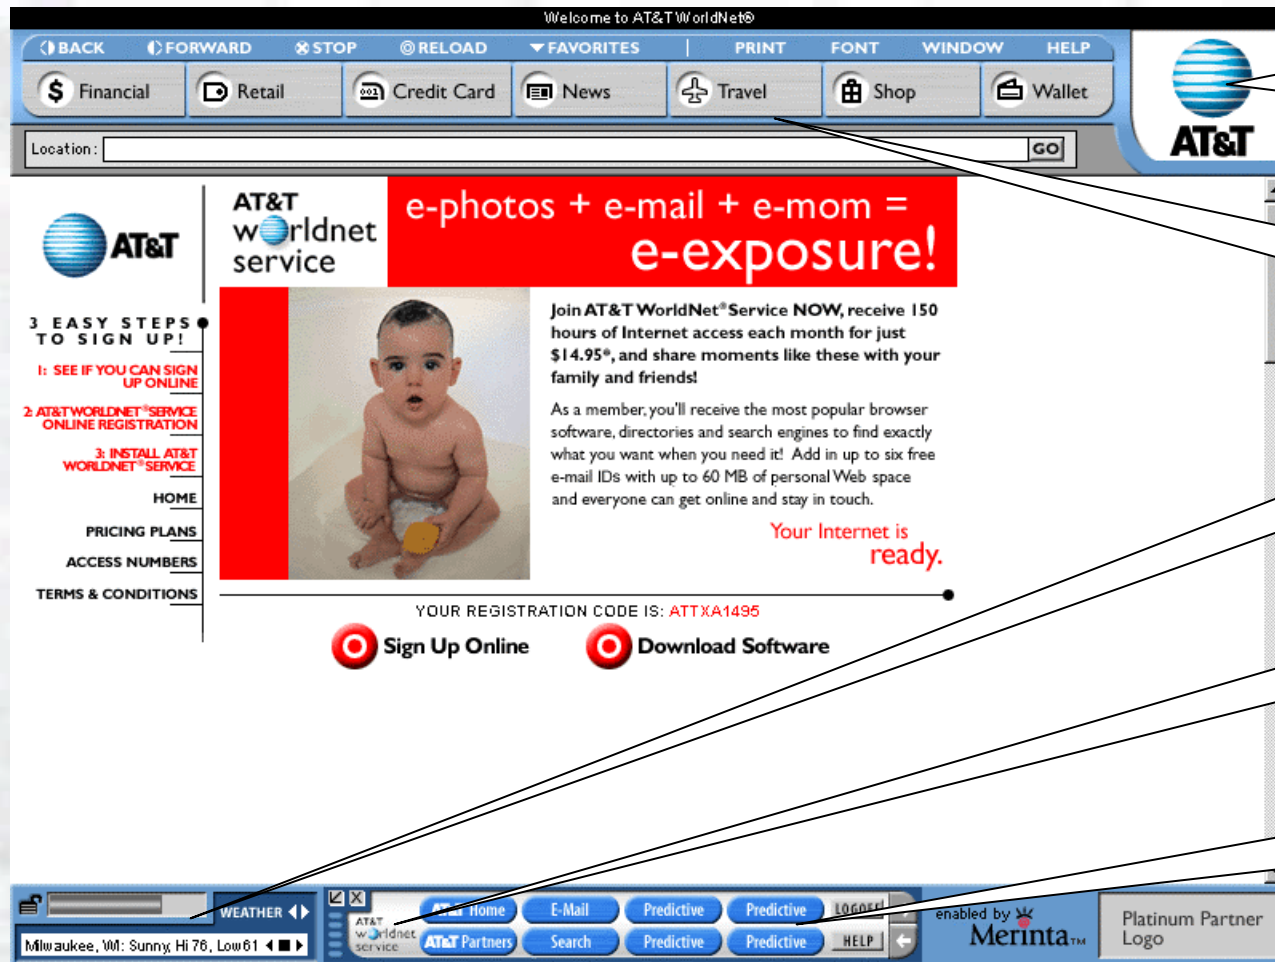 Welcome to AT&T WorldNet®
BACK FORWARD STOP RELOAD FAVORITES | PRINT FONT WINDOW HELP
$ Financial Retail Credit Card News Travel Shop Wallet
AT&T
Location: GO
AT&T
AT&T
worldnet
service
e-photos + e-mail + e-mom =
e-exposure!
3 EASY STEPS
TO SIGN UP!
1: SEE IF YOU CAN SIGN
UP ONLINE
2: AT&T WORLDNET® SERVICE
ONLINE REGISTRATION
3: INSTALL AT&T
WORLDNET® SERVICE
HOME
PRICING PLANS
ACCESS NUMBERS
TERMS & CONDITIONS
Join AT&T WorldNet® Service NOW, receive 150
hours of Internet access each month for just
$14.95*, and share moments like these with your
family and friends!
As a member, you'll receive the most popular browser
software, directories and search engines to find exactly
what you want when you need it! Add in up to six free
e-mail IDs with up to 60 MB of personal Web space
and everyone can get online and stay in touch.
Your Internet is
ready.
YOUR REGISTRATION CODE IS: ATTXA1495
Sign Up Online Download Software
WEATHER
Milwaukee, WI: Sunny, Hi 76, Low 61
AT&T
worldnet
service
AT&T Home E-Mail Predictive Predictive LOGOFF
AT&T Partners Search Predictive Predictive HELP
enabled by
Merinta™
Platinum Partner
Logo